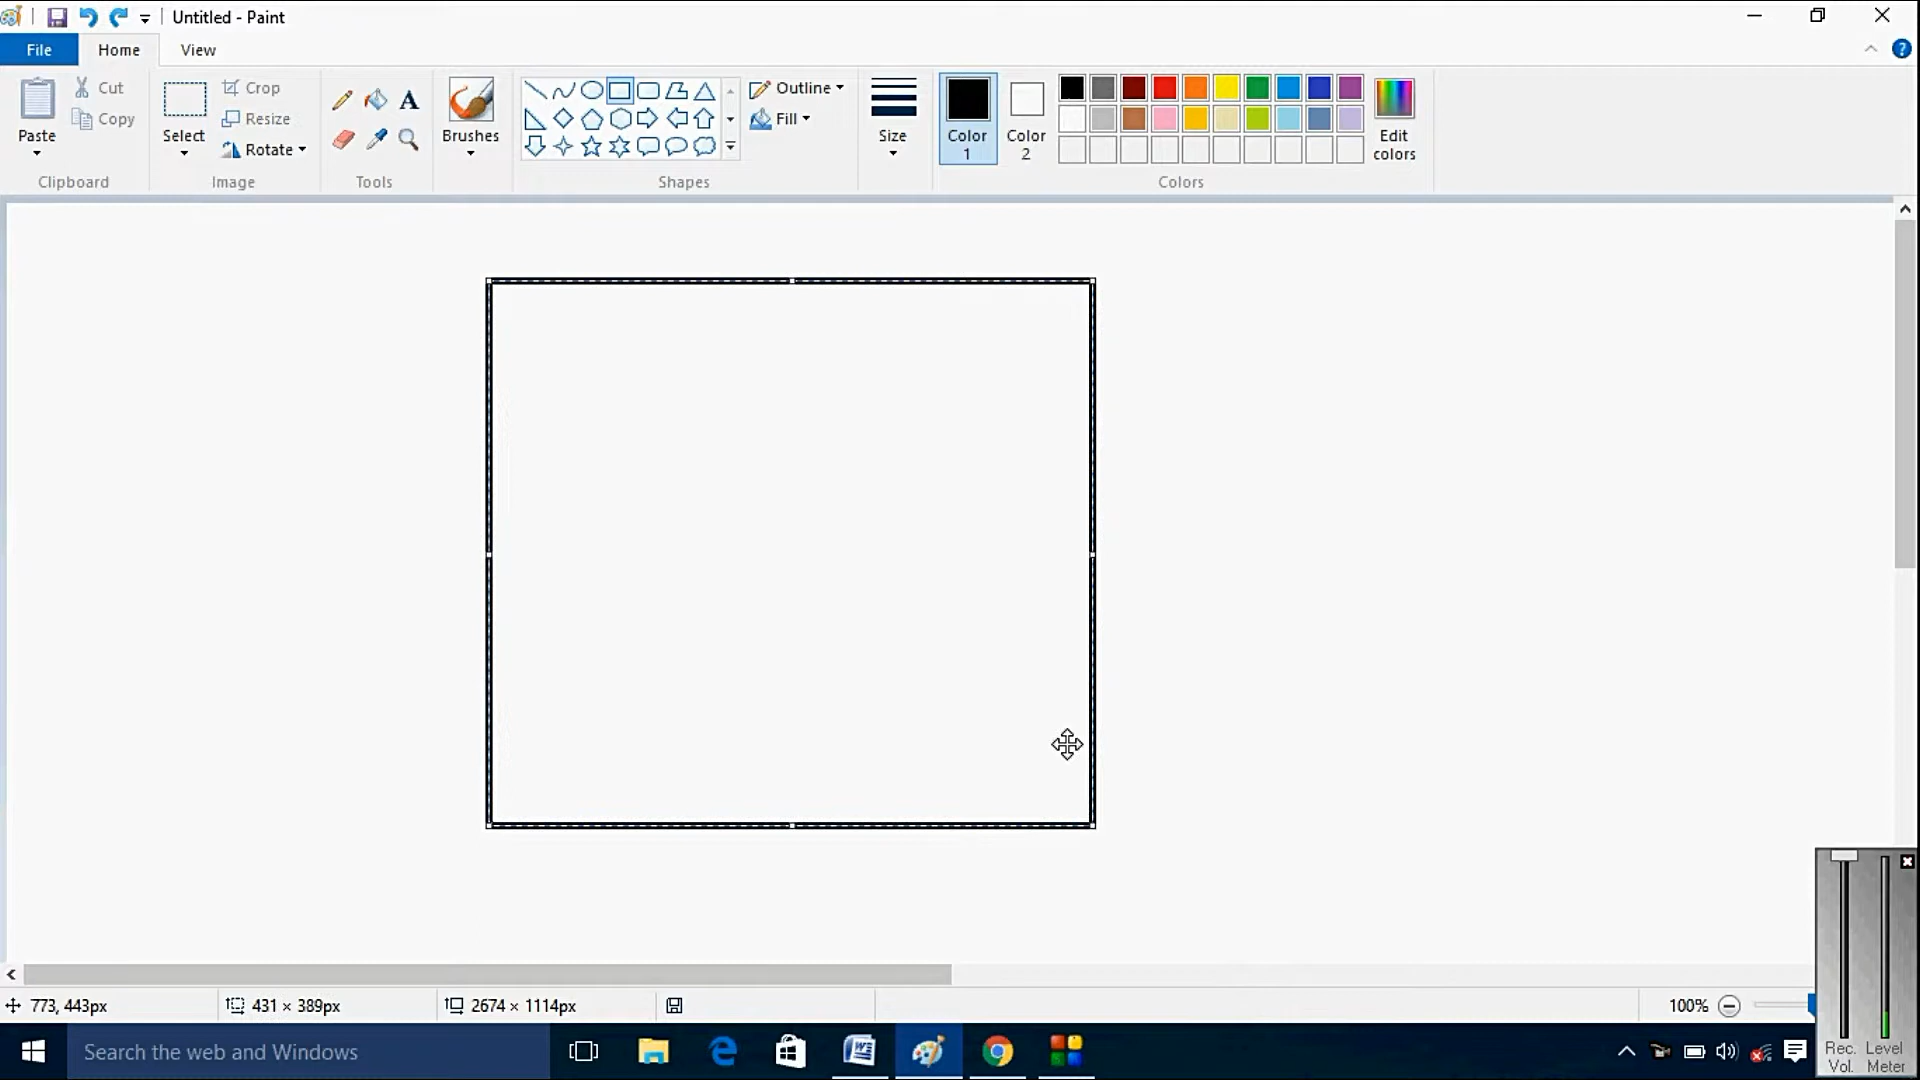 Untitled - Paint
File Home View
Paste
Cut
Copy
Clipboard
Select
Crop
Resize
Rotate
Image
A
Tools
Brushes
Outline
Fill
Shapes
Size
Color 1
Color 2
Edit colors
Colors
773, 443px
431 × 389px
2674 × 1114px
100%
Search the web and Windows
Rec. Vol.
Level Meter